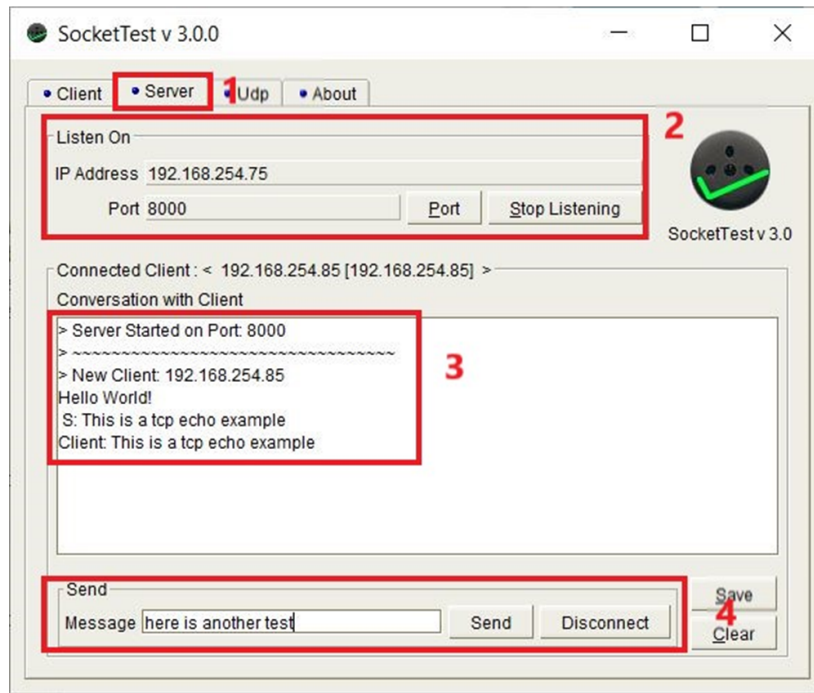 SocketTest v 3.0.0
Client Server 1 Udp About
2
Listen On
IP Address 192.168.254.75
Port 8000 Port Stop Listening
SocketTest v 3.0
Connected Client : < 192.168.254.85 [192.168.254.85] >
Conversation with Client
> Server Started on Port: 8000
> ~~~~~~~~~~~~~~~~~~~~~~~~~~~~~~~~~
> New Client: 192.168.254.85
3
Hello World!
S: This is a tcp echo example
Client: This is a tcp echo example
Send
Message here is another test Send Disconnect
Save
4
Clear